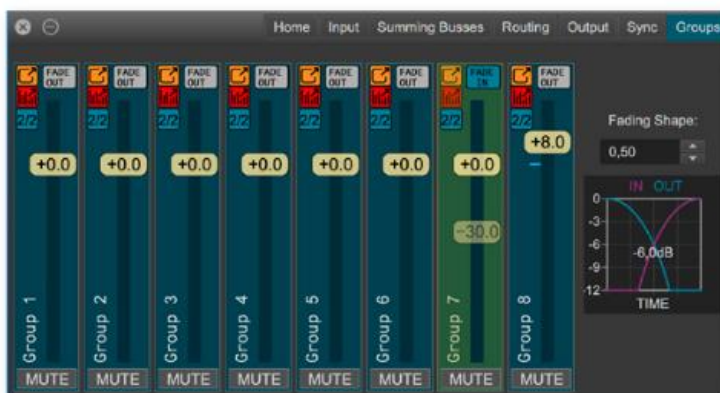 Home Input Summing Busses Routing Output Sync Groups
FADE OUT FADE OUT FADE OUT FADE OUT FADE OUT FADE OUT FADE IN FADE OUT
2/2 2/2 2/2 2/2 2/2 2/2 2/2 2/2
+0.0 +0.0 +0.0 +0.0 +0.0 +0.0 +0.0 +8.0
-30.0
Group 1 Group 2 Group 3 Group 4 Group 5 Group 6 Group 7 Group 8
MUTE MUTE MUTE MUTE MUTE MUTE MUTE MUTE
Fading Shape:
0,50
IN OUT
0
-3
-6
-6,0dB
-9
-12
TIME